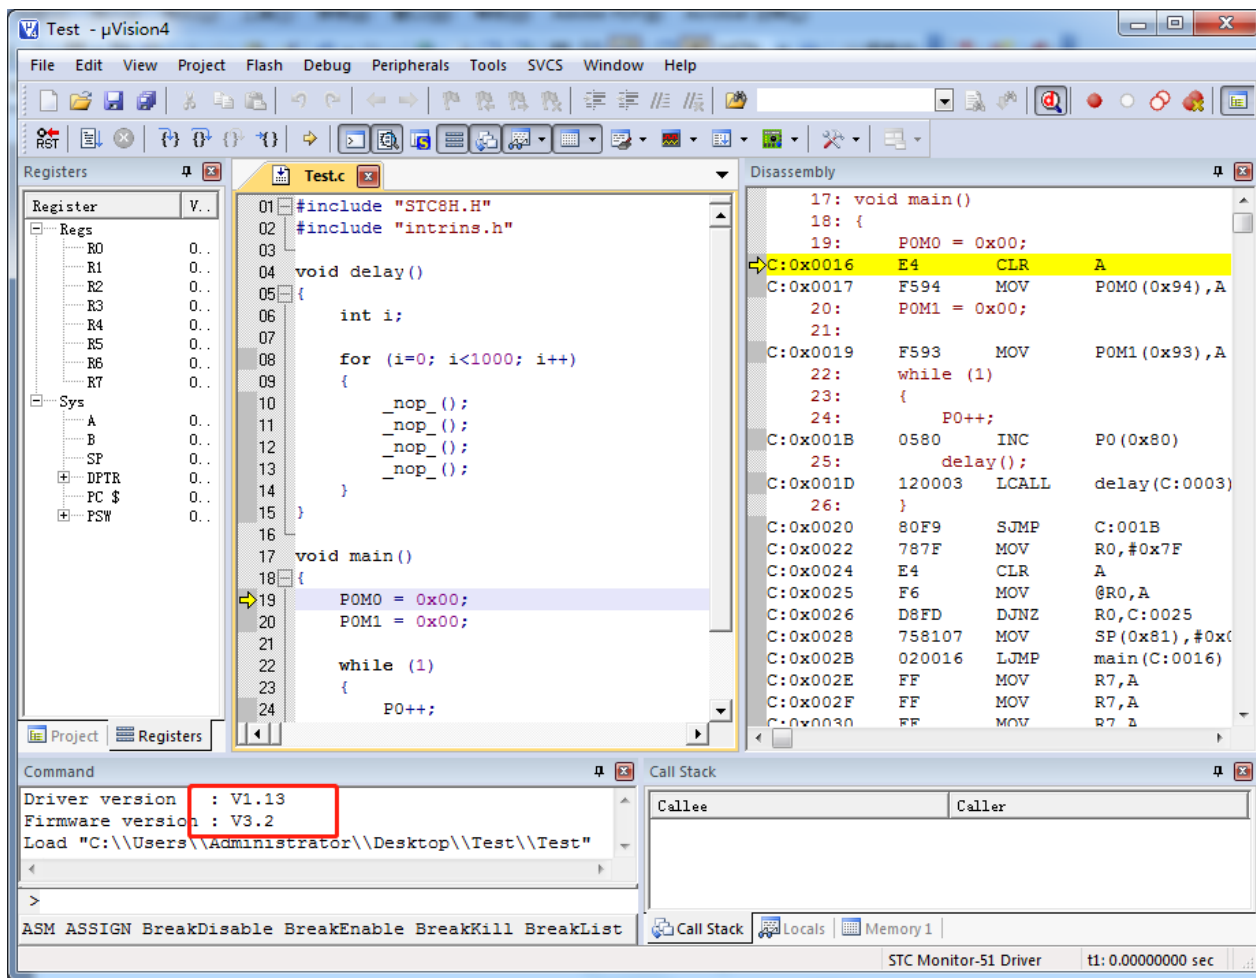 Test - µVision4
File Edit View Project Flash Debug Peripherals Tools SVCS Window Help
RST
Registers
Register V..
Regs
R0 0..
R1 0..
R2 0..
R3 0..
R4 0..
R5 0..
R6 0..
R7 0..
Sys
A 0..
B 0..
SP 0..
DPTR 0..
PC $ 0..
PSW 0..
Project Registers
Test.c
01 #include "STC8H.H"
02 #include "intrins.h"
03
04 void delay()
05 {
06 int i;
07
08 for (i=0; i<1000; i++)
09 {
10 _nop_();
11 _nop_();
12 _nop_();
13 _nop_();
14 }
15 }
16
17 void main()
18 {
19 P0M0 = 0x00;
20 P0M1 = 0x00;
21
22 while (1)
23 {
24 P0++;
Disassembly
17: void main()
18: {
19: P0M0 = 0x00;
C:0x0016 E4 CLR A
C:0x0017 F594 MOV P0M0(0x94),A
20: P0M1 = 0x00;
21:
C:0x0019 F593 MOV P0M1(0x93),A
22: while (1)
23: {
24: P0++;
C:0x001B 0580 INC P0(0x80)
25: delay();
C:0x001D 120003 LCALL delay(C:0003)
26: }
C:0x0020 80F9 SJMP C:001B
C:0x0022 787F MOV R0,#0x7F
C:0x0024 E4 CLR A
C:0x0025 F6 MOV @R0,A
C:0x0026 D8FD DJNZ R0,C:0025
C:0x0028 758107 MOV SP(0x81),#0x0
C:0x002B 020016 LJMP main(C:0016)
C:0x002E FF MOV R7,A
C:0x002F FF MOV R7,A
C:0x0030 FF MOV R7,A
Command
Driver version : V1.13
Firmware version : V3.2
Load "C:\\Users\\Administrator\\Desktop\\Test\\Test"
>
ASM ASSIGN BreakDisable BreakEnable BreakKill BreakList
Call Stack
Callee Caller
Call Stack Locals Memory 1
STC Monitor-51 Driver t1: 0.00000000 sec